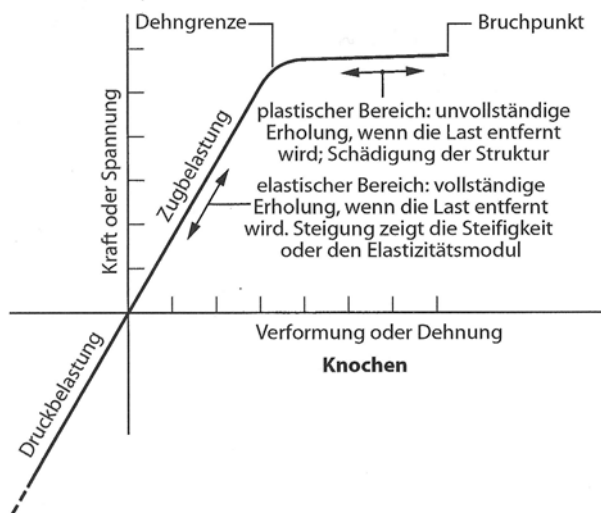 Dehngrenze
Bruchpunkt
Kraft oder Spannung
Zugbelastung
plastischer Bereich: unvollständige
Erholung, wenn die Last entfernt
wird; Schädigung der Struktur
elastischer Bereich: vollständige
Erholung, wenn die Last entfernt
wird. Steigung zeigt die Steifigkeit
oder den Elastizitätsmodul
Verformung oder Dehnung
Knochen
Druckbelastung